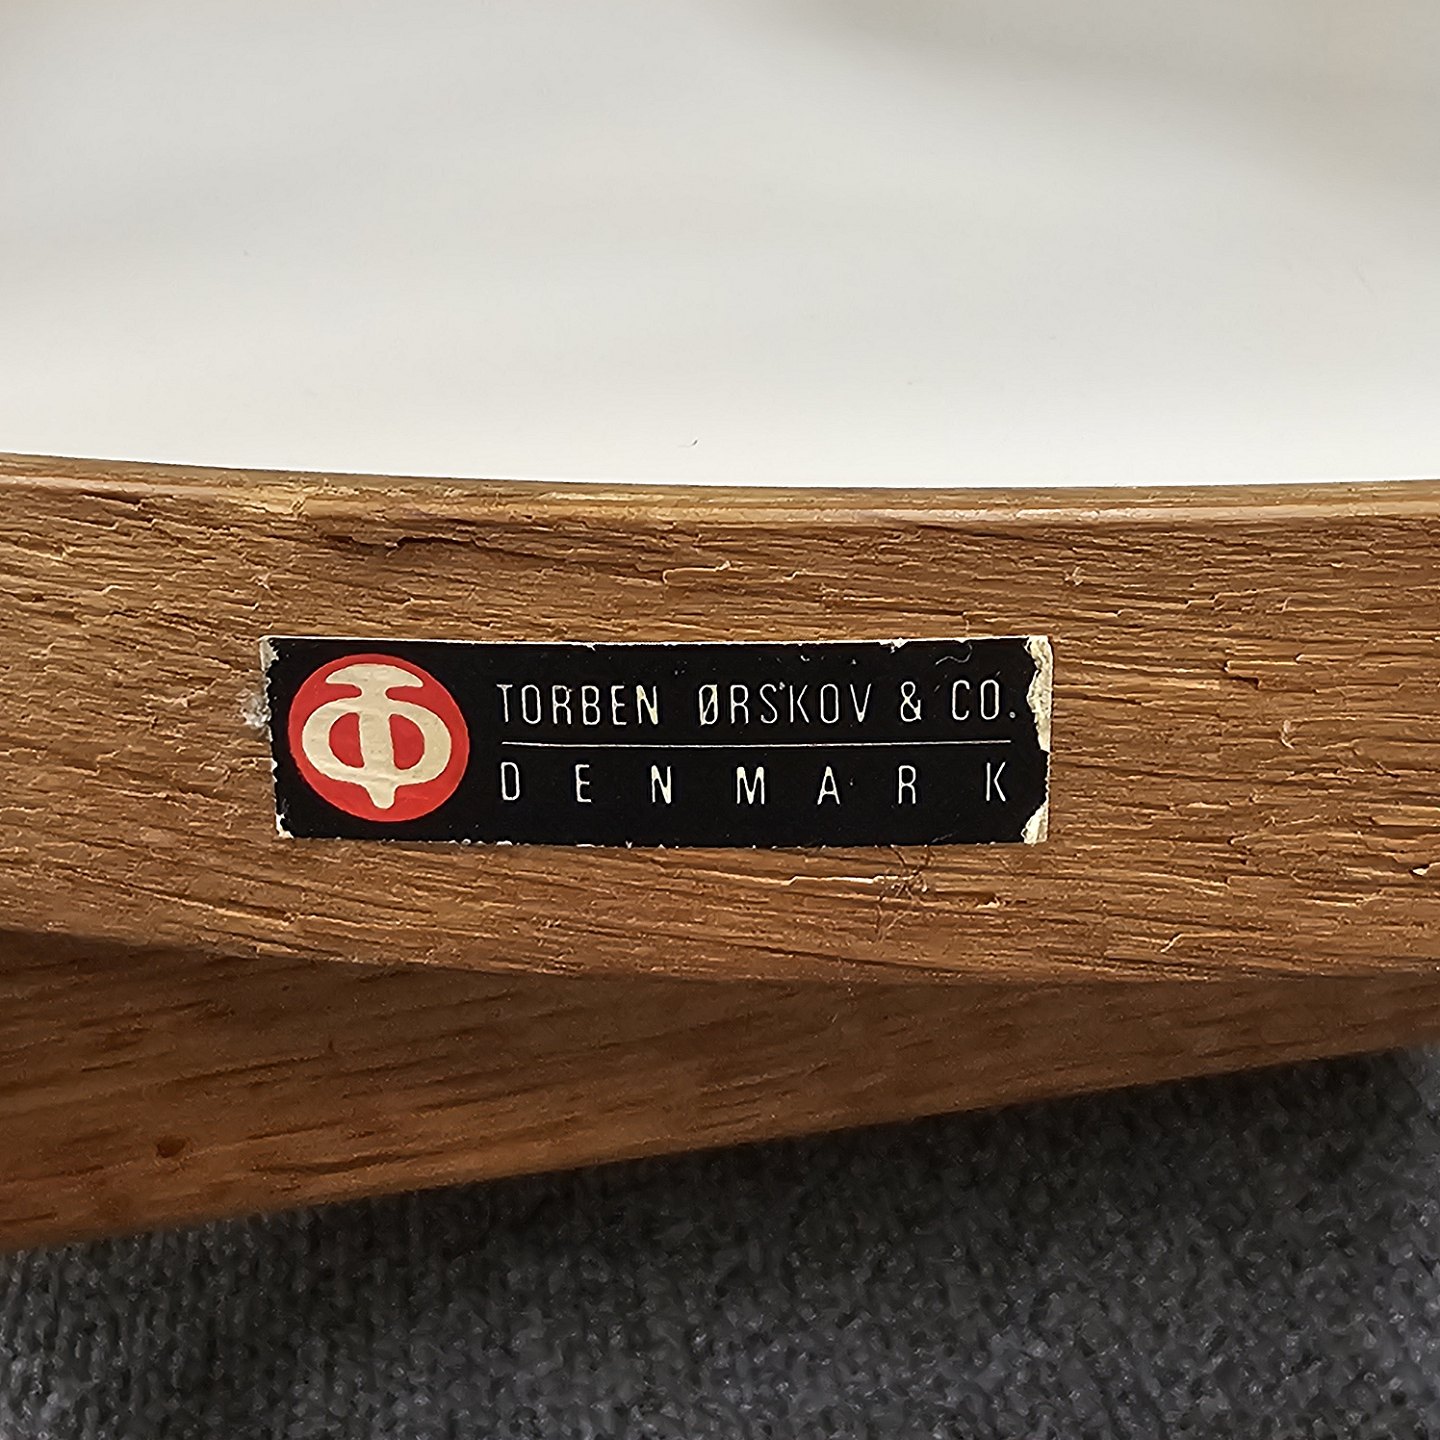 TORBEN ØRSKOV & CO.
DENMARK